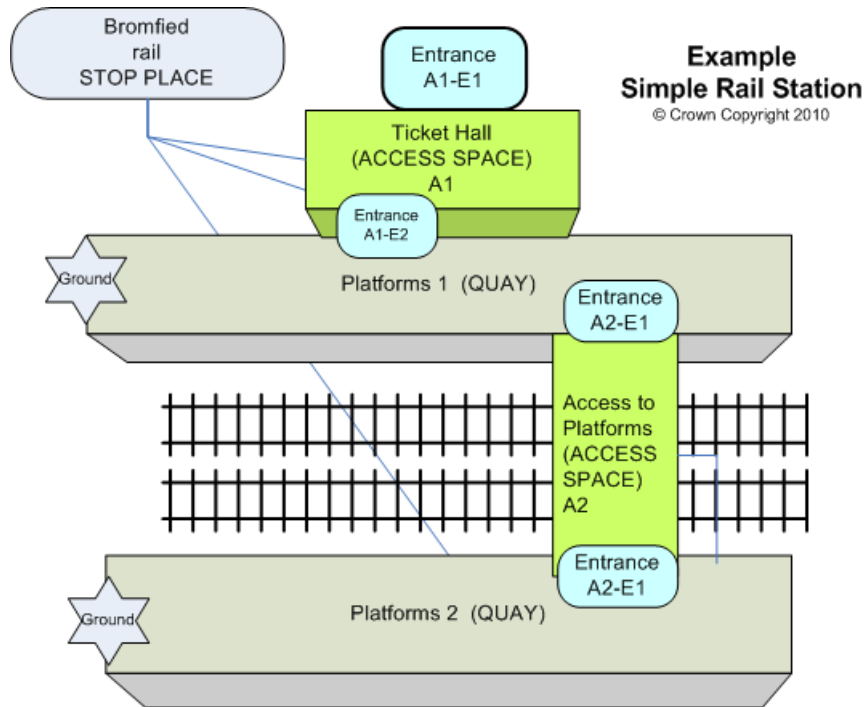 Bromfied
rail
STOP PLACE
Entrance
A1-E1
Example
Simple Rail Station
© Crown Copyright 2010
Ticket Hall
(ACCESS SPACE)
A1
Entrance
A1-E2
Ground
Platforms 1 (QUAY)
Entrance
A2-E1
Access to
Platforms
(ACCESS
SPACE)
A2
Entrance
A2-E1
Ground
Platforms 2 (QUAY)